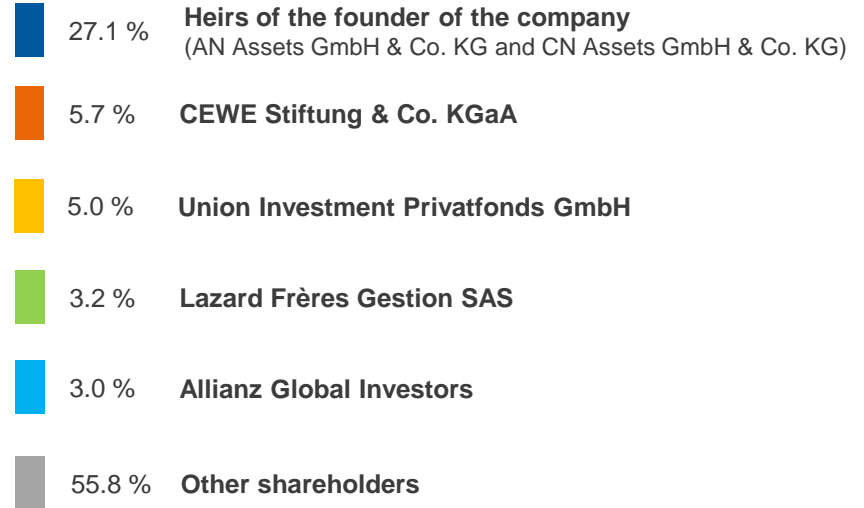 27.1 % Heirs of the founder of the company
(AN Assets GmbH & Co. KG and CN Assets GmbH & Co. KG)
5.7 % CEWE Stiftung & Co. KGaA
5.0 % Union Investment Privatfonds GmbH
3.2 % Lazard Frères Gestion SAS
3.0 % Allianz Global Investors
55.8 % Other shareholders